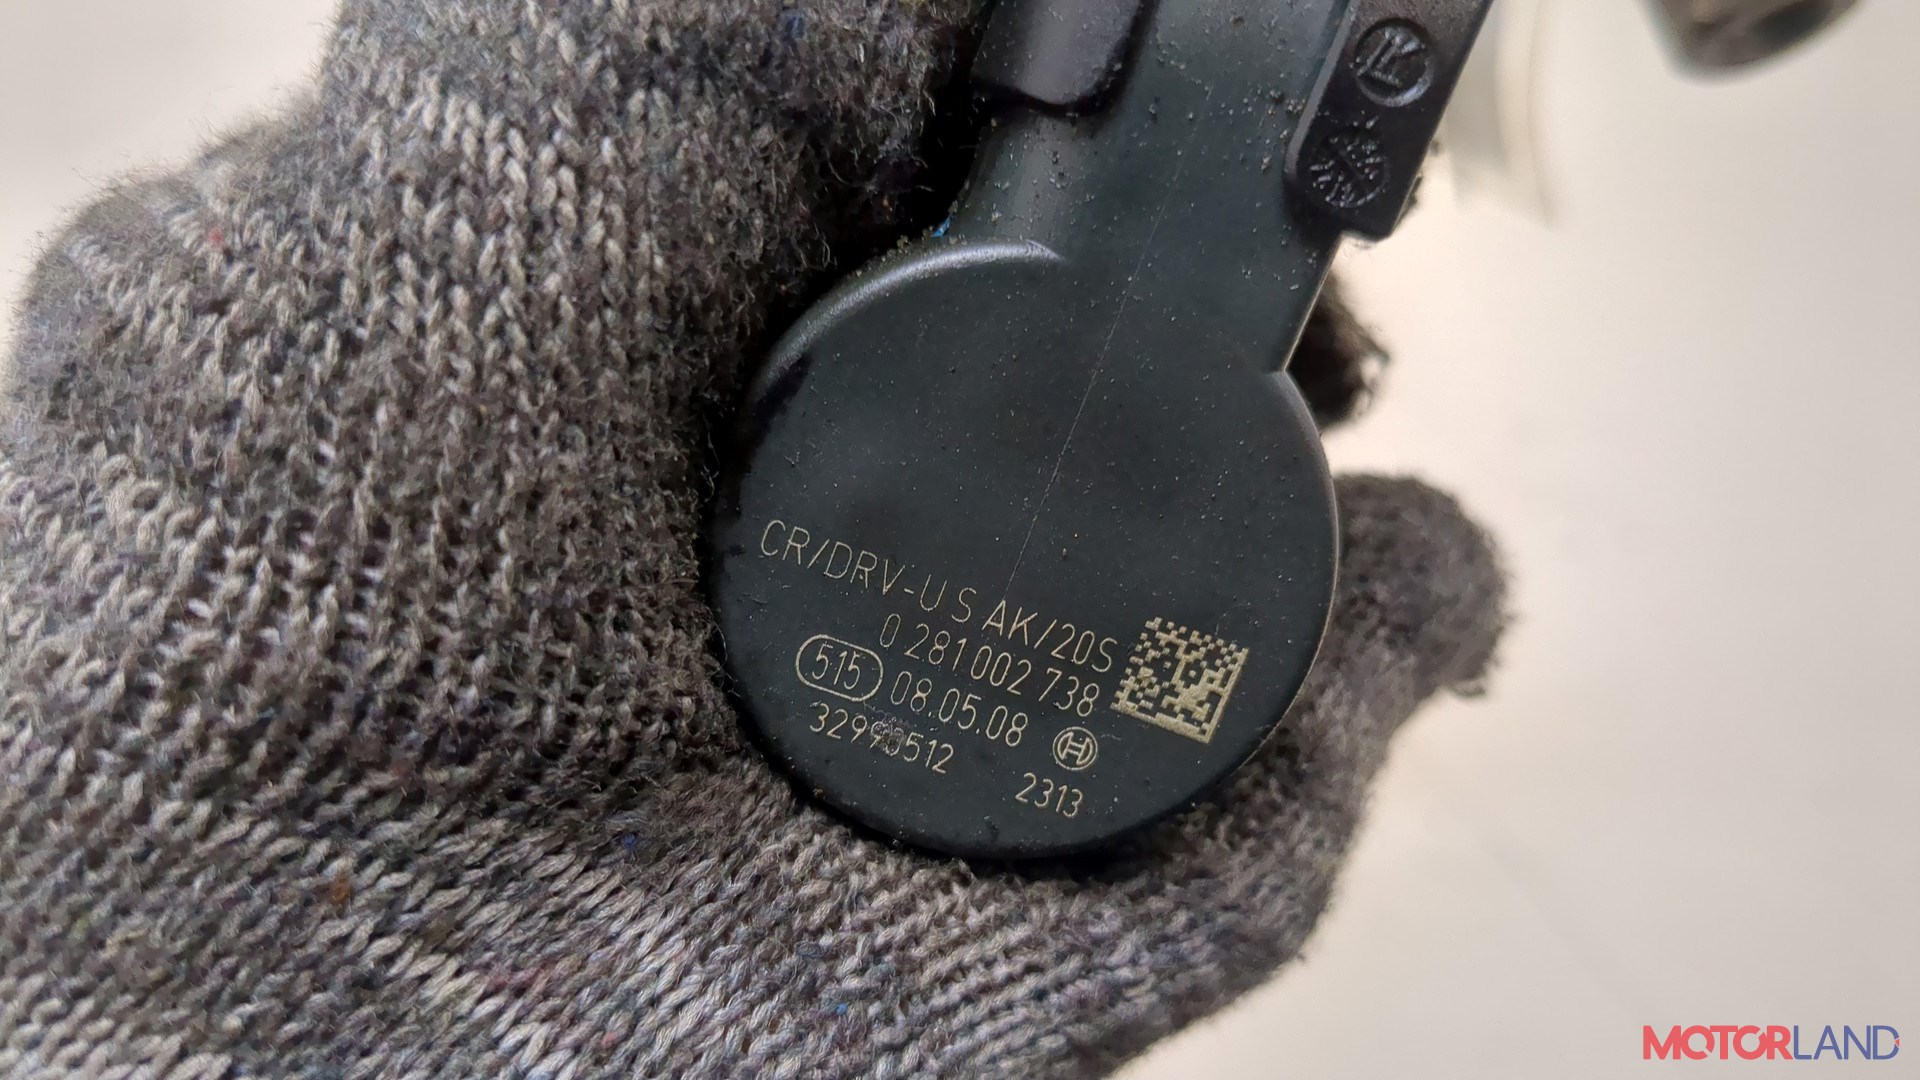 CR/DRV-U S AK/20S
0 281 002 738
515 08.05.08
2313
MOTORLAND